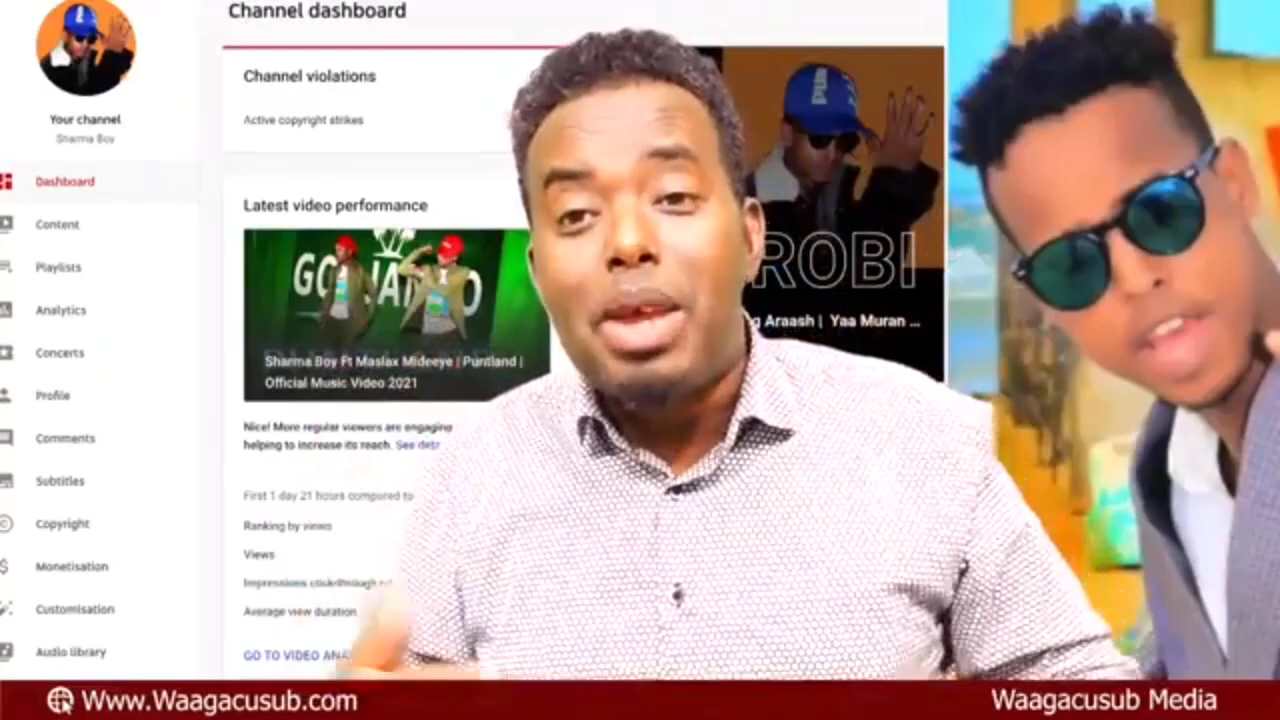 Channel dashboard
Your channel
Sharma Boy
Dashboard
Content
Playlists
Analytics
Concerts
Profile
Comments
Subtitles
Copyright
Monetisation
Customisation
Audio library
Channel violations
Active copyright strikes
Latest video performance
Sharma Boy Ft Maslax Mideeye | Puntland |
Official Music Video 2021
Nice! More regular viewers are engaging
helping to increase its reach. See
First 1 day 21 hours compared to
Ranking by views
Views
Impressions
Average view duration
GO TO VIDEO
ROBI
Araash | Yaa Muran ...
Www.Waagacusub.com
Waagacusub Media